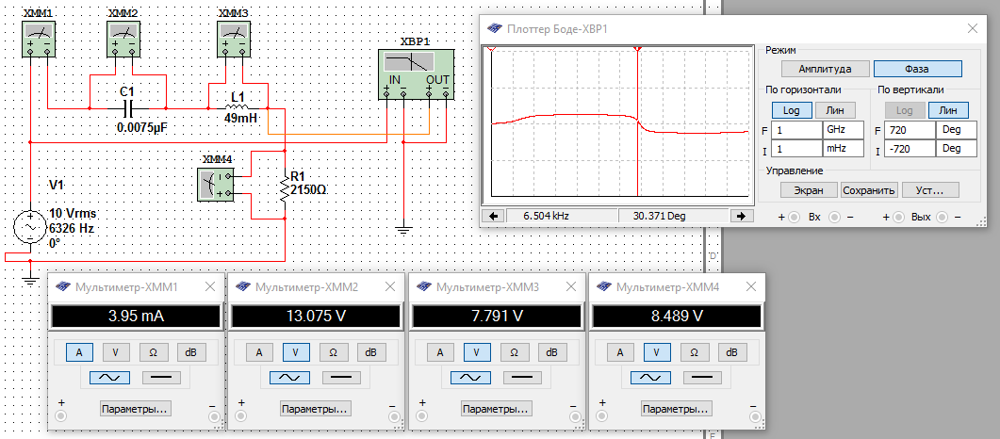 XMM1
XMM2
XMM3
XBP1
IN
OUT
C1
0.0075µF
L1
49mH
XMM4
R1
2150Ω
V1
10 Vrms
6326 Hz
0°
Плоттер Боде-XBP1
Режим
Амплитуда
Фаза
По горизонтали
По вертикали
Log
Лин
Log
Лин
F
1
GHz
F
720
Deg
I
1
mHz
I
-720
Deg
Управление
Экран
Сохранить
Уст...
6.504 kHz
30.371 Deg
+
Вх
−
+
Вых
−
D
Мультиметр-XMM1
3.95 mA
A
V
Ω
dB
+
−
Параметры...
Мультиметр-XMM2
13.075 V
A
V
Ω
dB
+
−
Параметры...
Мультиметр-XMM3
7.791 V
A
V
Ω
dB
+
−
Параметры...
Мультиметр-XMM4
8.489 V
A
V
Ω
dB
+
−
Параметры...